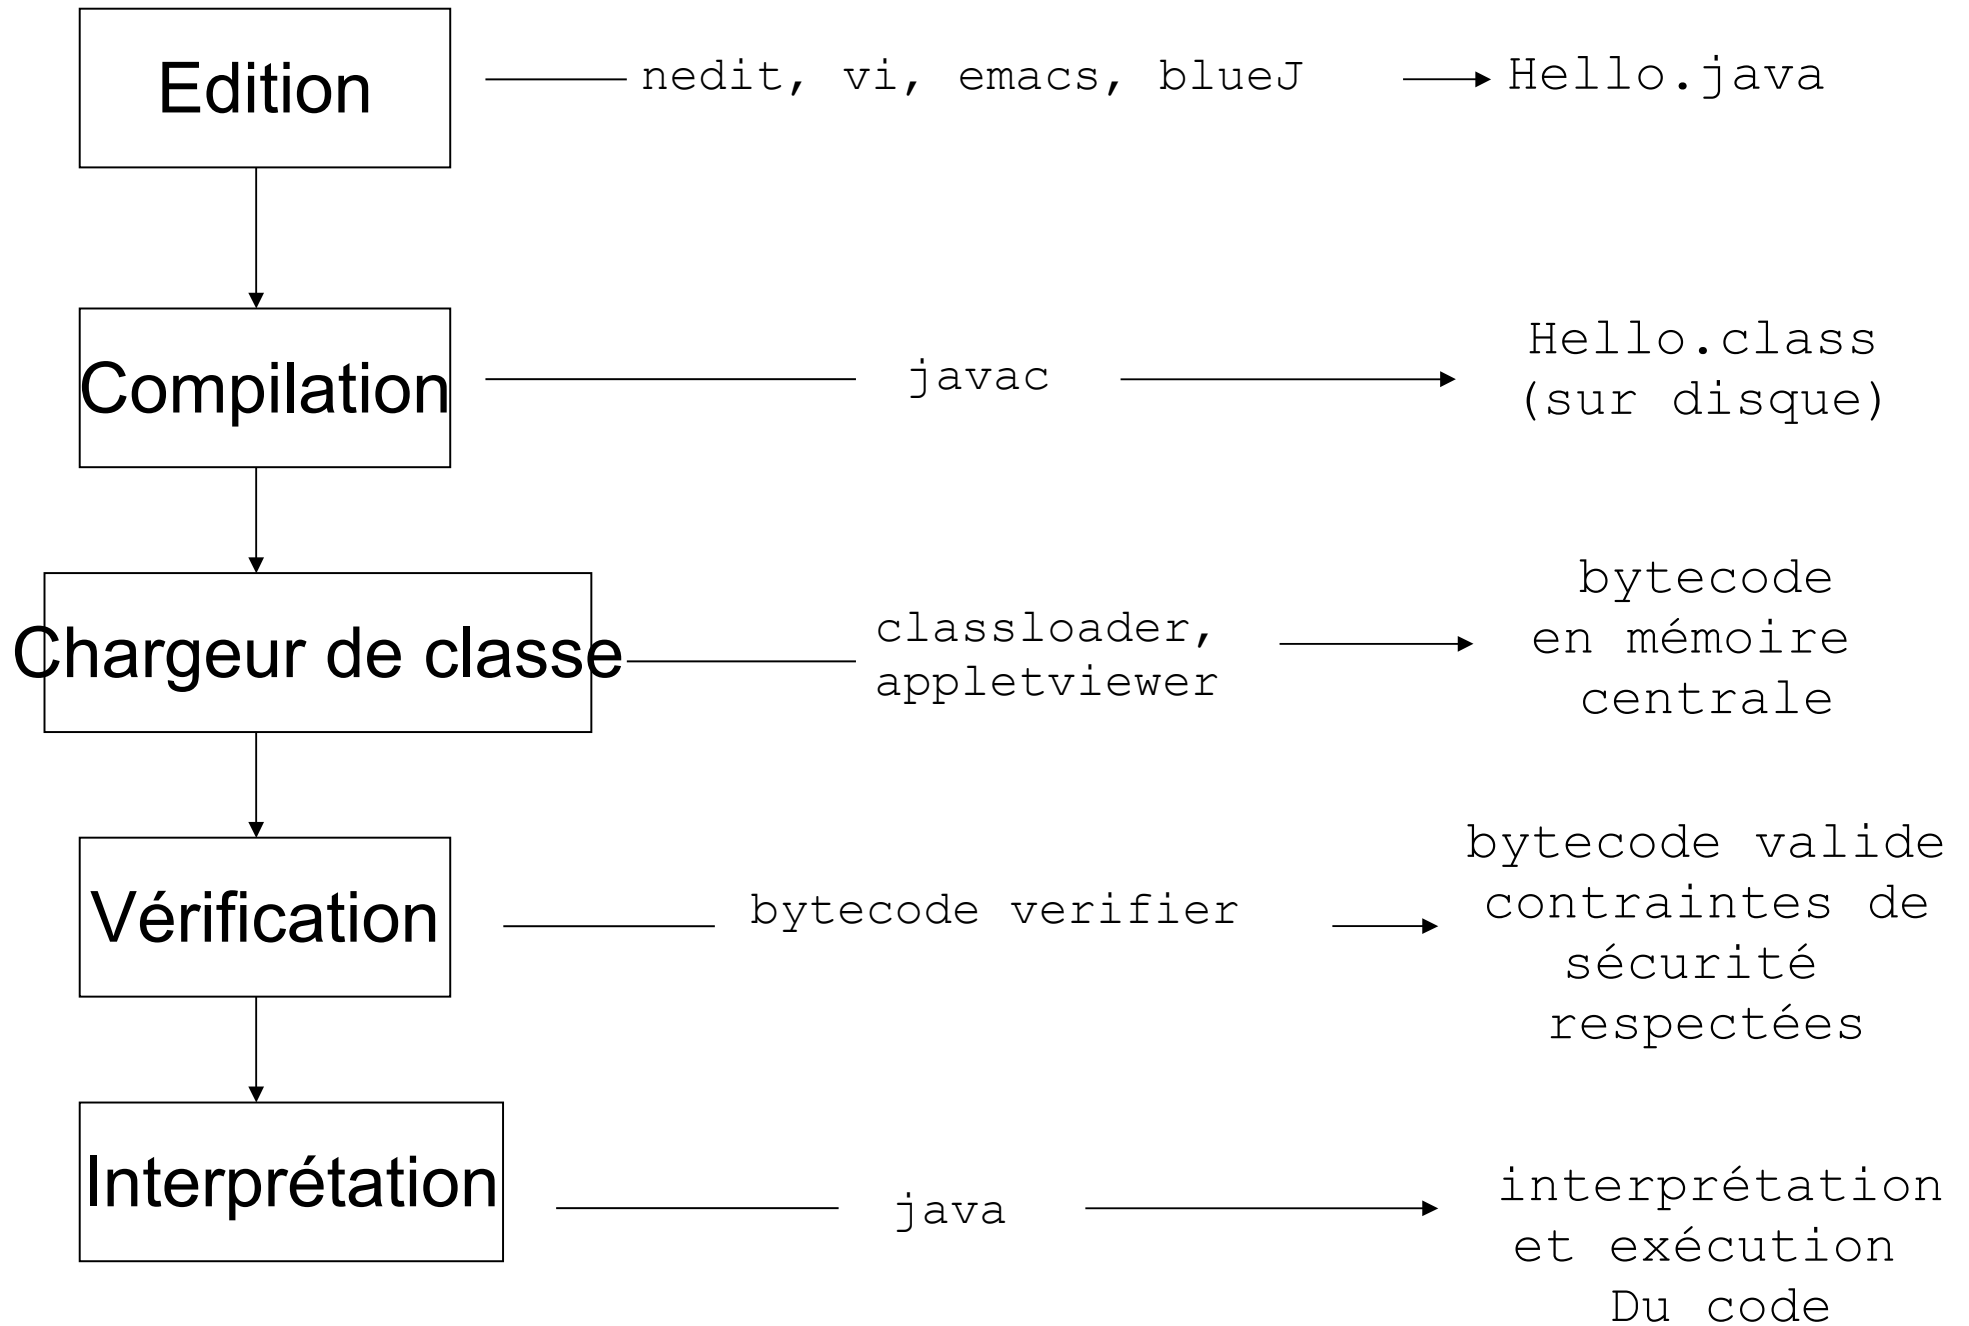 Edition
nedit, vi, emacs, blueJ
Hello.java
Compilation
javac
Hello.class
(sur disque)
Chargeur de classe
classloader,
appletviewer
bytecode
en mémoire
centrale
Vérification
bytecode verifier
bytecode valide
contraintes de
sécurité
respectées
Interprétation
java
interprétation
et exécution
Du code